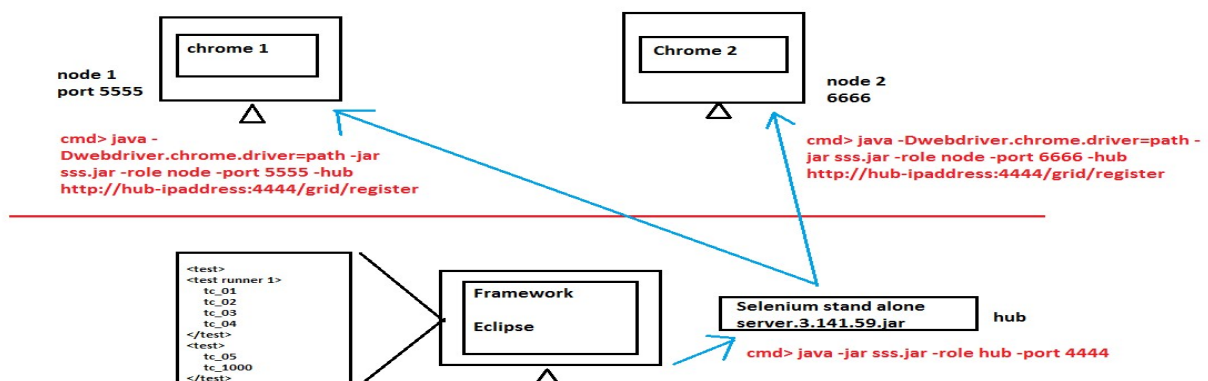 chrome 1
node 1
port 5555
cmd> java -
Dwebdriver.chrome.driver=path -jar
sss.jar -role node -port 5555 -hub
http://hub-ipaddress:4444/grid/register
Chrome 2
node 2
6666
cmd> java -Dwebdriver.chrome.driver=path -
jar sss.jar -role node -port 6666 -hub
http://hub-ipaddress:4444/grid/register
<test>
<test runner 1>
tc_01
tc_02
tc_03
tc_04
</test>
<test>
tc_05
tc_1000
</test>
Framework
Eclipse
Selenium stand alone
server.3.141.59.jar
hub
cmd> java -jar sss.jar -role hub -port 4444